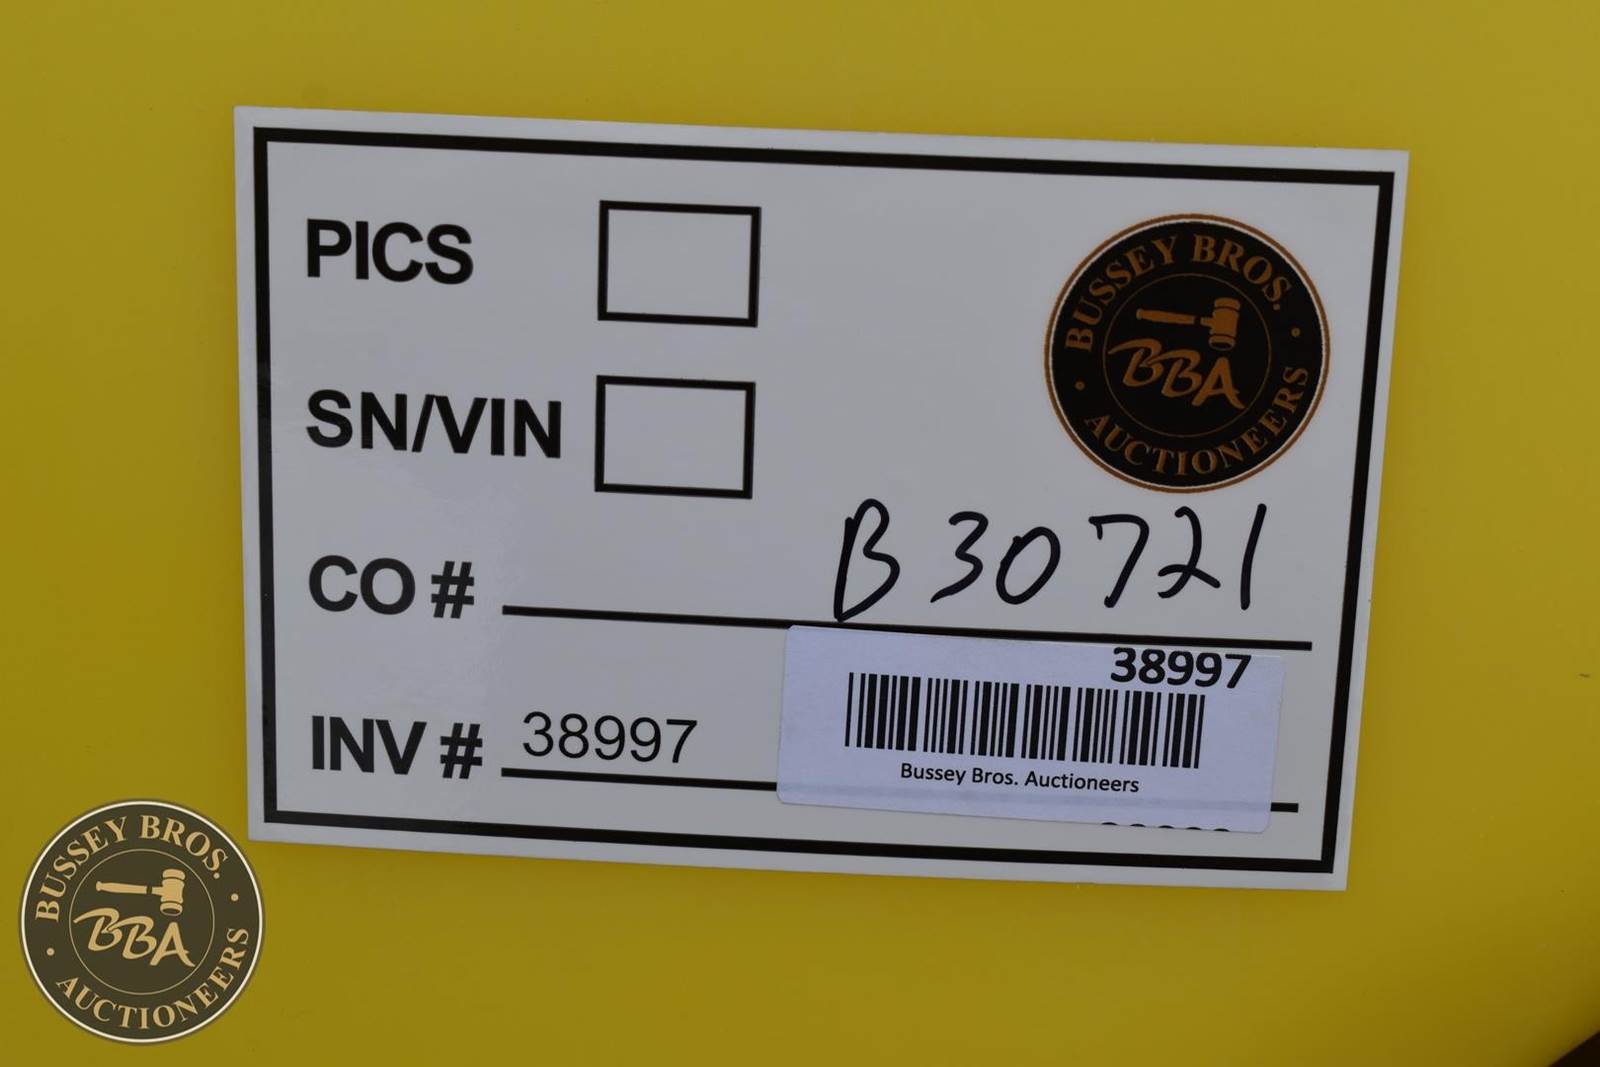 PICS
BUSSEY BROS.
BBA
AUCTIONEERS
SN/VIN
B30721
CO #
38997
INV # 38997
Bussey Bros. Auctioneers
BUSSEY BROS.
BBA
AUCTIONEERS